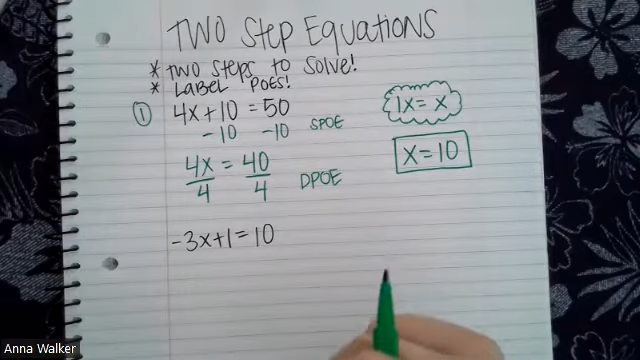 TWO Step Equations
* TWO Steps to Solve!
* LABEL POES!
① 4x + 10 = 50
-10 -10 SPOE
1x = x
4x = 40
4 4 DPOE
x = 10
-3x+1 = 10
Anna Walker